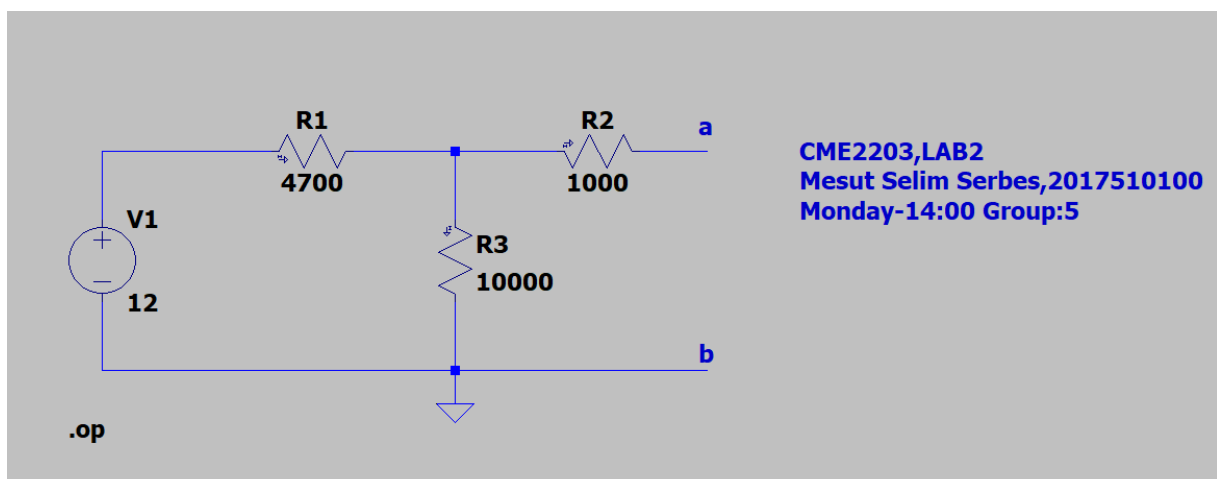 R1
4700
R2
1000
a
CME2203,LAB2
Mesut Selim Serbes,2017510100
Monday-14:00 Group:5
V1
12
R3
10000
b
.op